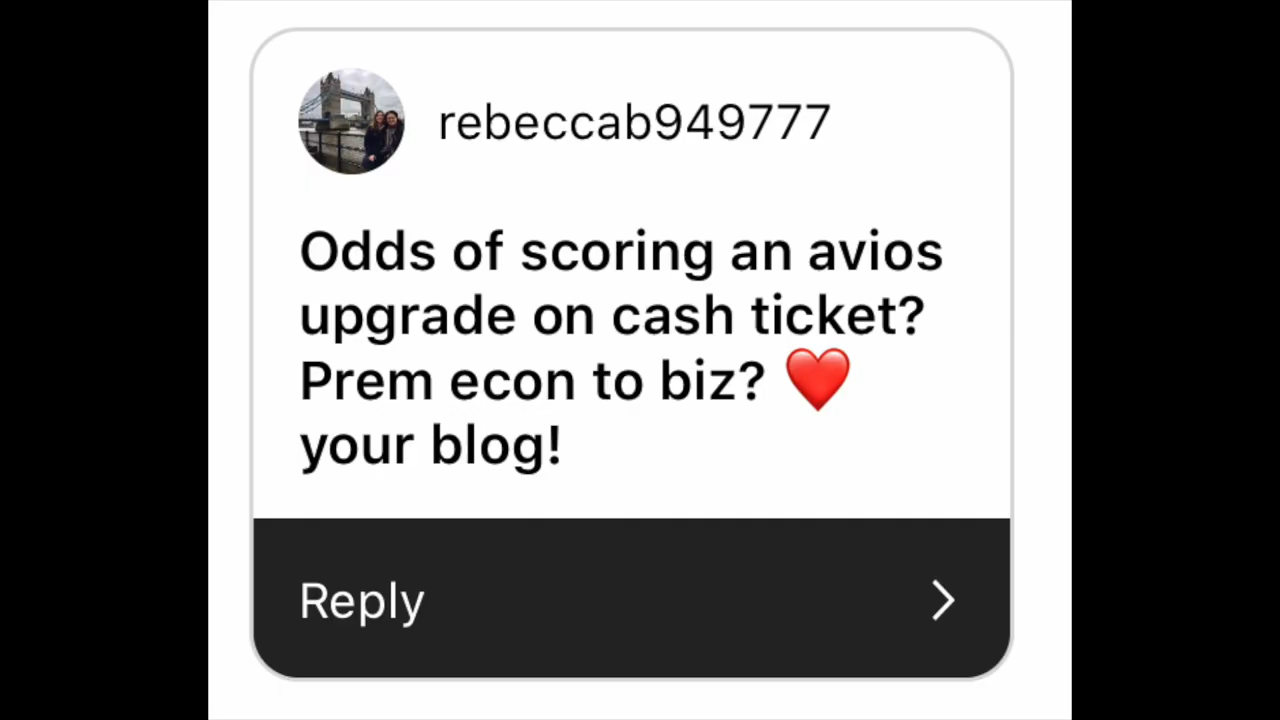 rebeccab949777
Odds of scoring an avios
upgrade on cash ticket?
Prem econ to biz? ❤️
your blog!
Reply